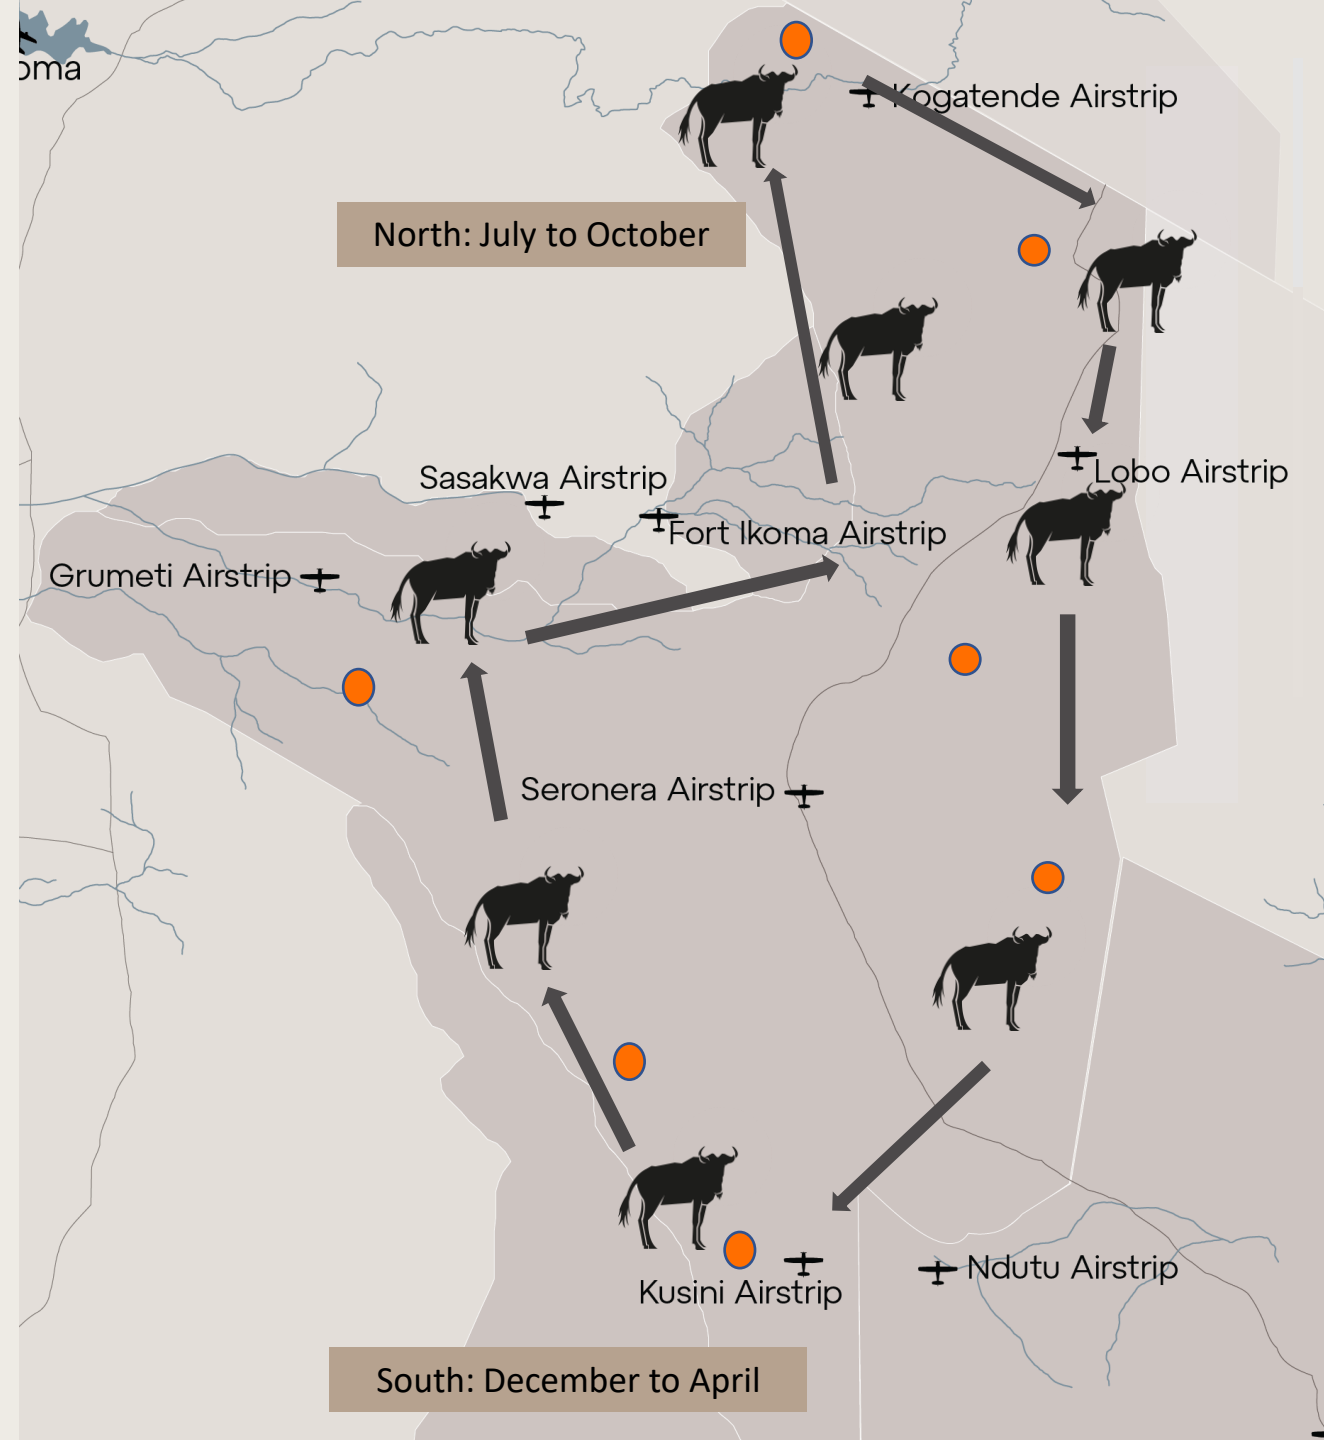 oma
Kogatende Airstrip
North: July to October
Sasakwa Airstrip
Lobo Airstrip
Fort Ikoma Airstrip
Grumeti Airstrip
Seronera Airstrip
Ndutu Airstrip
Kusini Airstrip
South: December to April